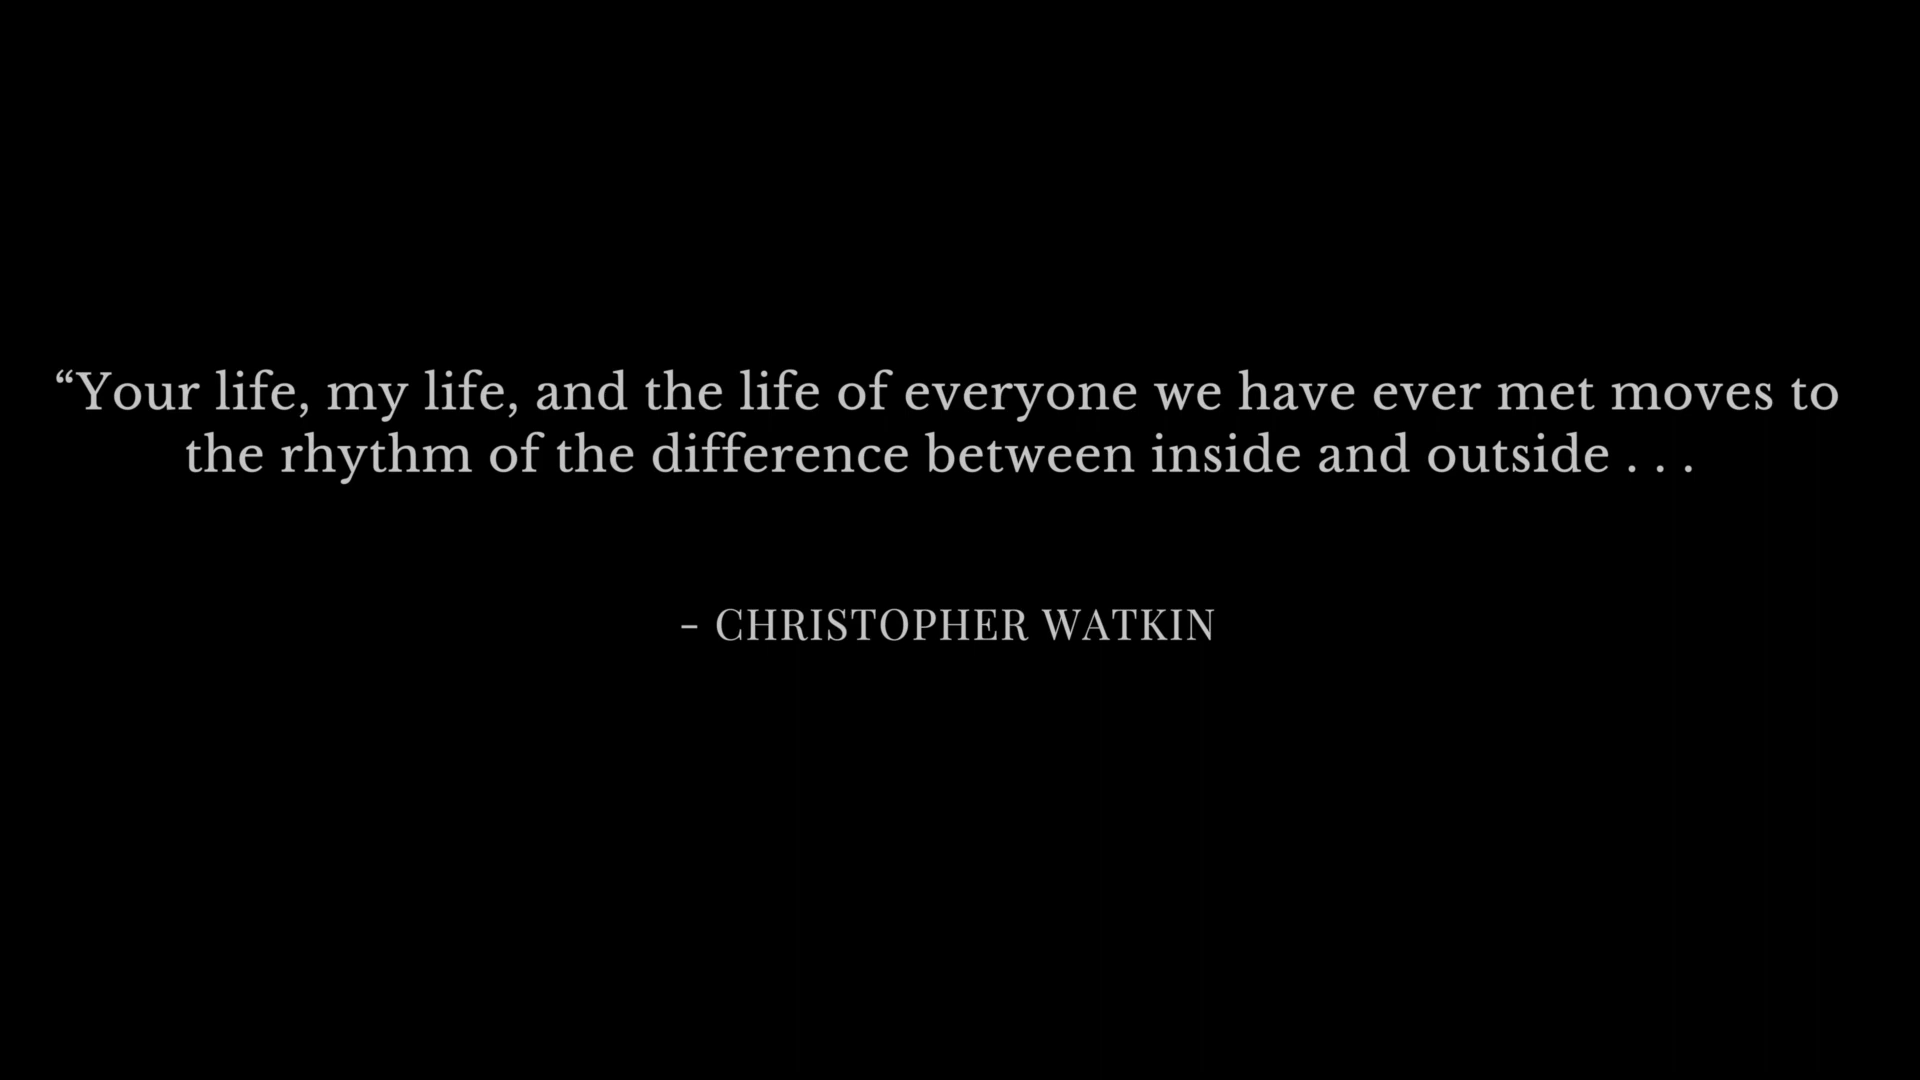 “Your life, my life, and the life of everyone we have ever met moves to
the rhythm of the difference between inside and outside . . .
– CHRISTOPHER WATKIN